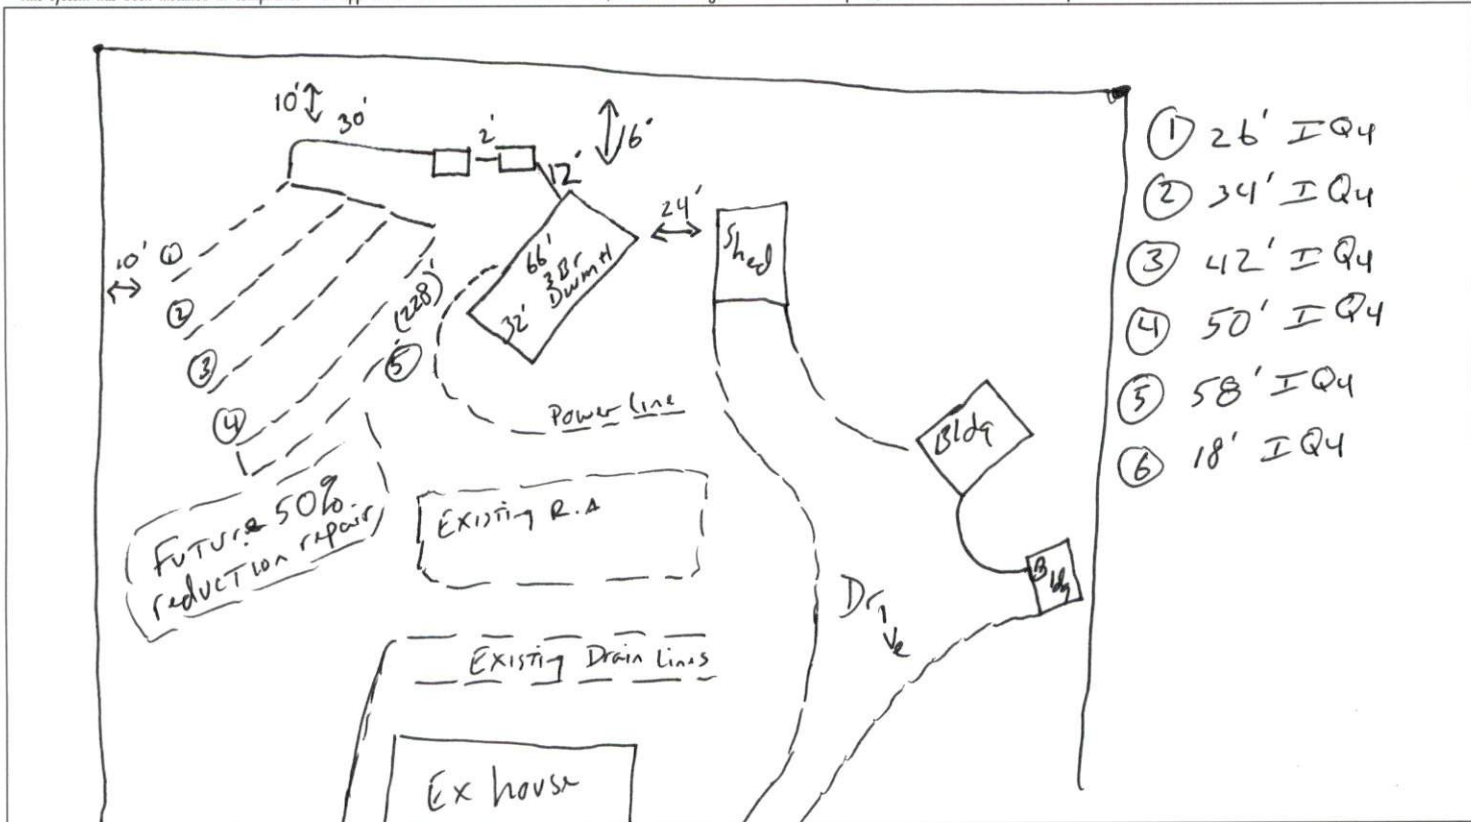 10'
30'
2'
16'
12'
24'
10' ①
②
③
④
⑤
(228')
66'
3Br
DWMH
32'
Shed
Power Line
Bldg
Bldg
Existing R.A
Future 50%
reduction repair
Drive
Existing Drain Lines
Ex house
① 26' IQ4
② 34' IQ4
③ 42' IQ4
④ 50' IQ4
⑤ 58' IQ4
⑥ 18' IQ4